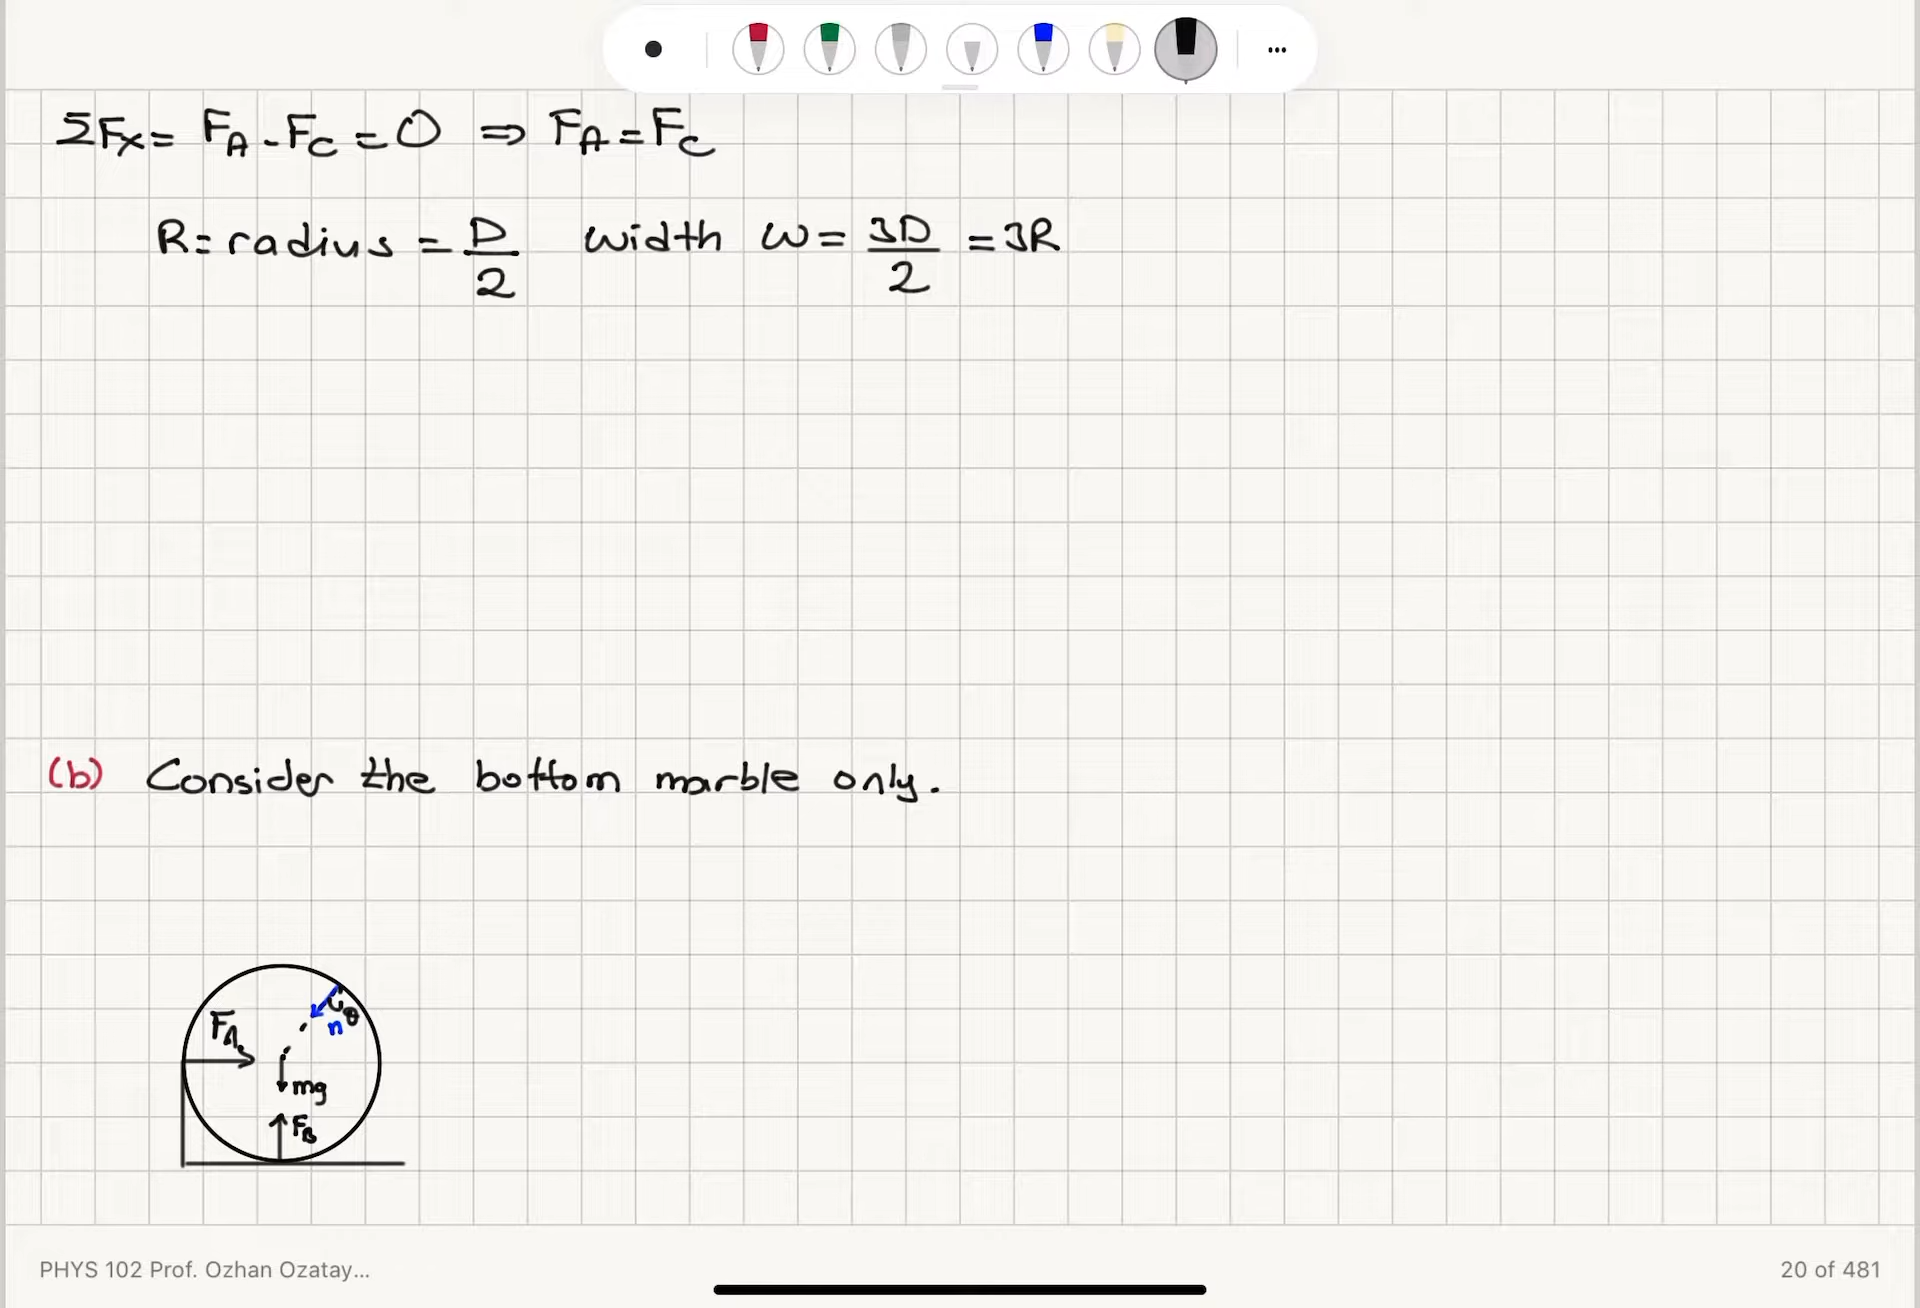 ΣFx = FA - FC = 0 ⇒ FA = FC
R = radius = D/2 width w = 3D/2 = 3R
(b) Consider the bottom marble only.
θ
n
FA
mg
FB
PHYS 102 Prof. Ozhan Ozatay...
20 of 481